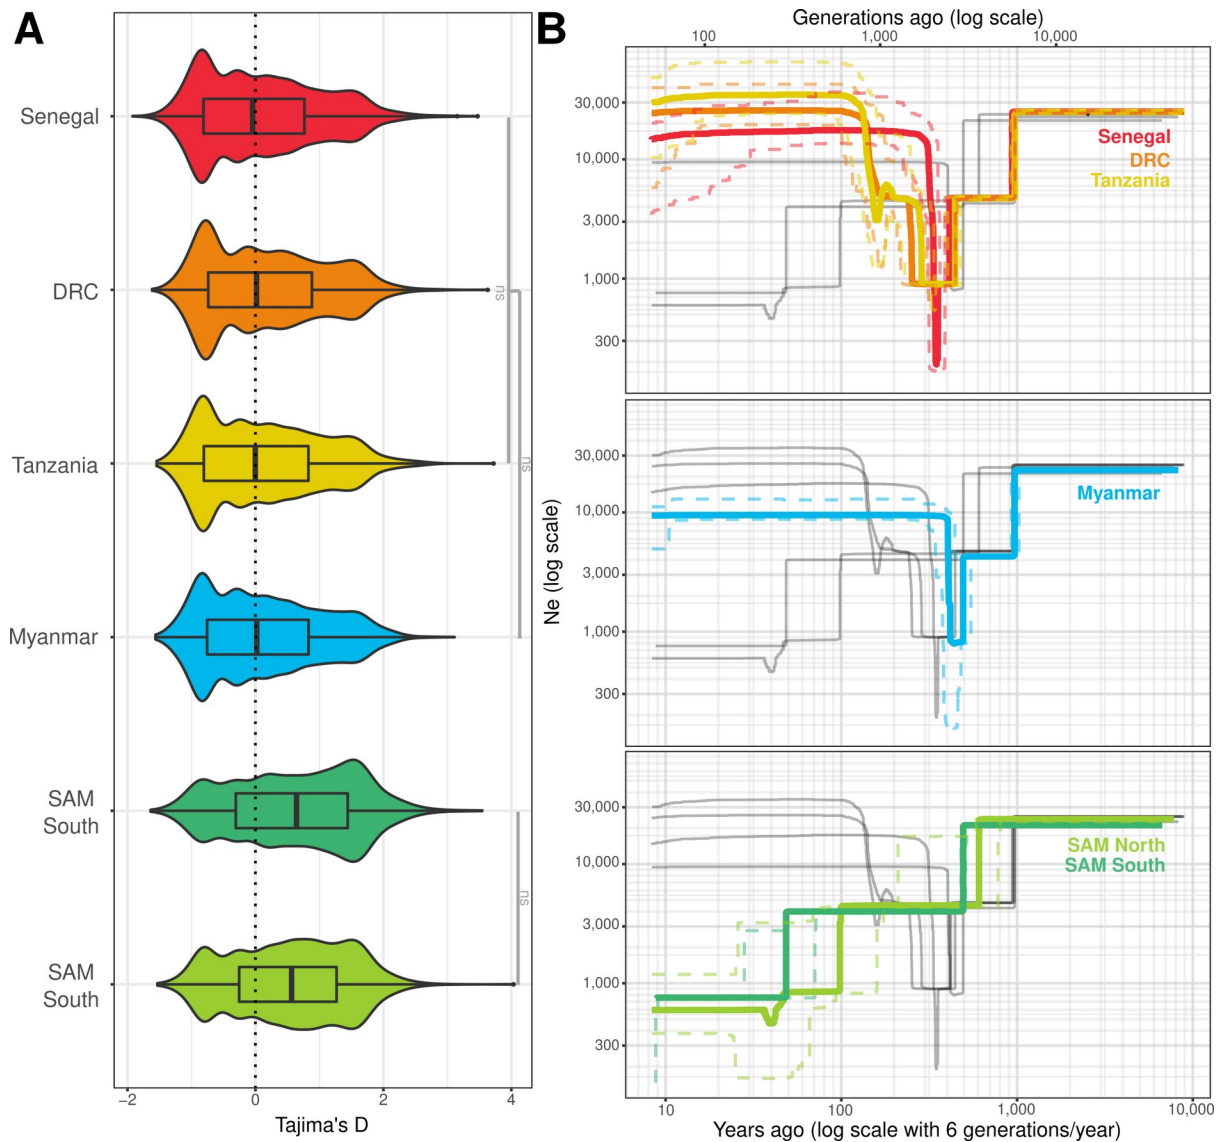 A
Senegal
DRC
Tanzania
Myanmar
SAM
South
SAM
South
ns
ns
ns
−2
0
2
4
Tajima's D
B
Generations ago (log scale)
100
1,000
10,000
Ne (log scale)
30,000
10,000
3,000
1,000
300
Senegal
DRC
Tanzania
30,000
10,000
3,000
1,000
300
Myanmar
30,000
10,000
3,000
1,000
300
SAM North
SAM South
10
100
1,000
10,000
Years ago (log scale with 6 generations/year)